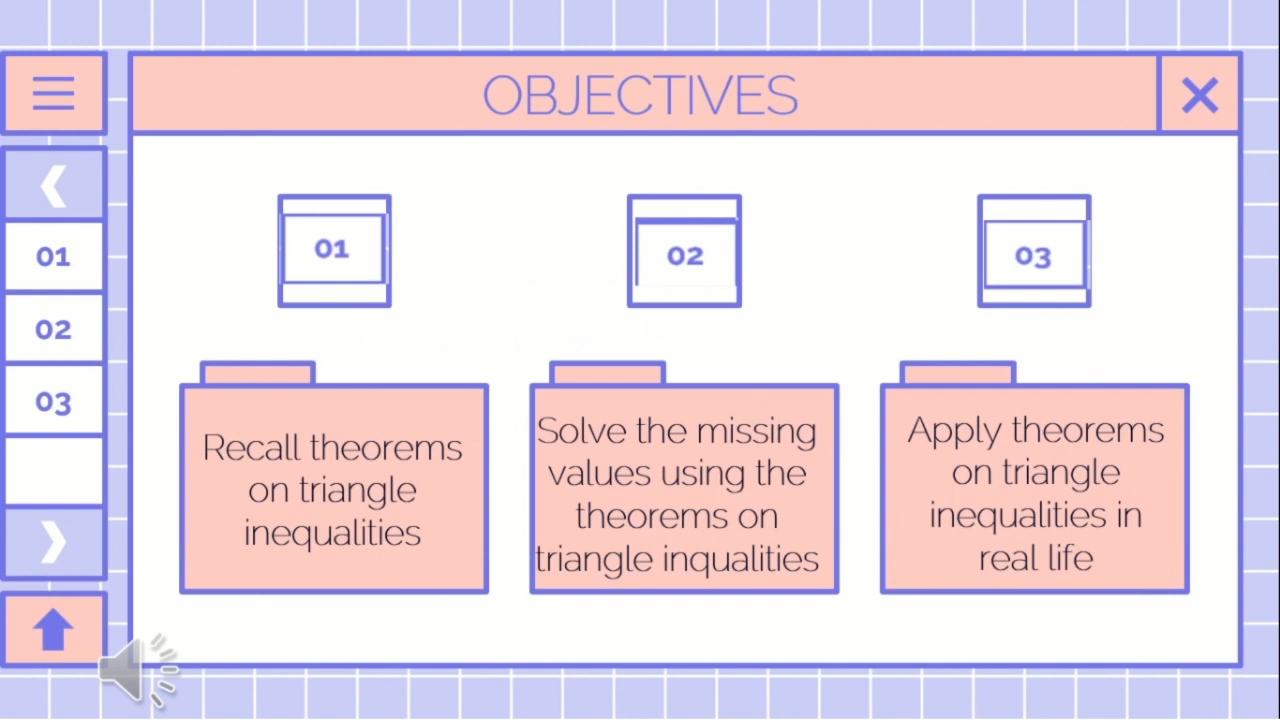 OBJECTIVES
01
02
03
01
02
03
Recall theorems
on triangle
inequalities
Solve the missing
values using the
theorems on
triangle inqualities
Apply theorems
on triangle
inequalities in
real life